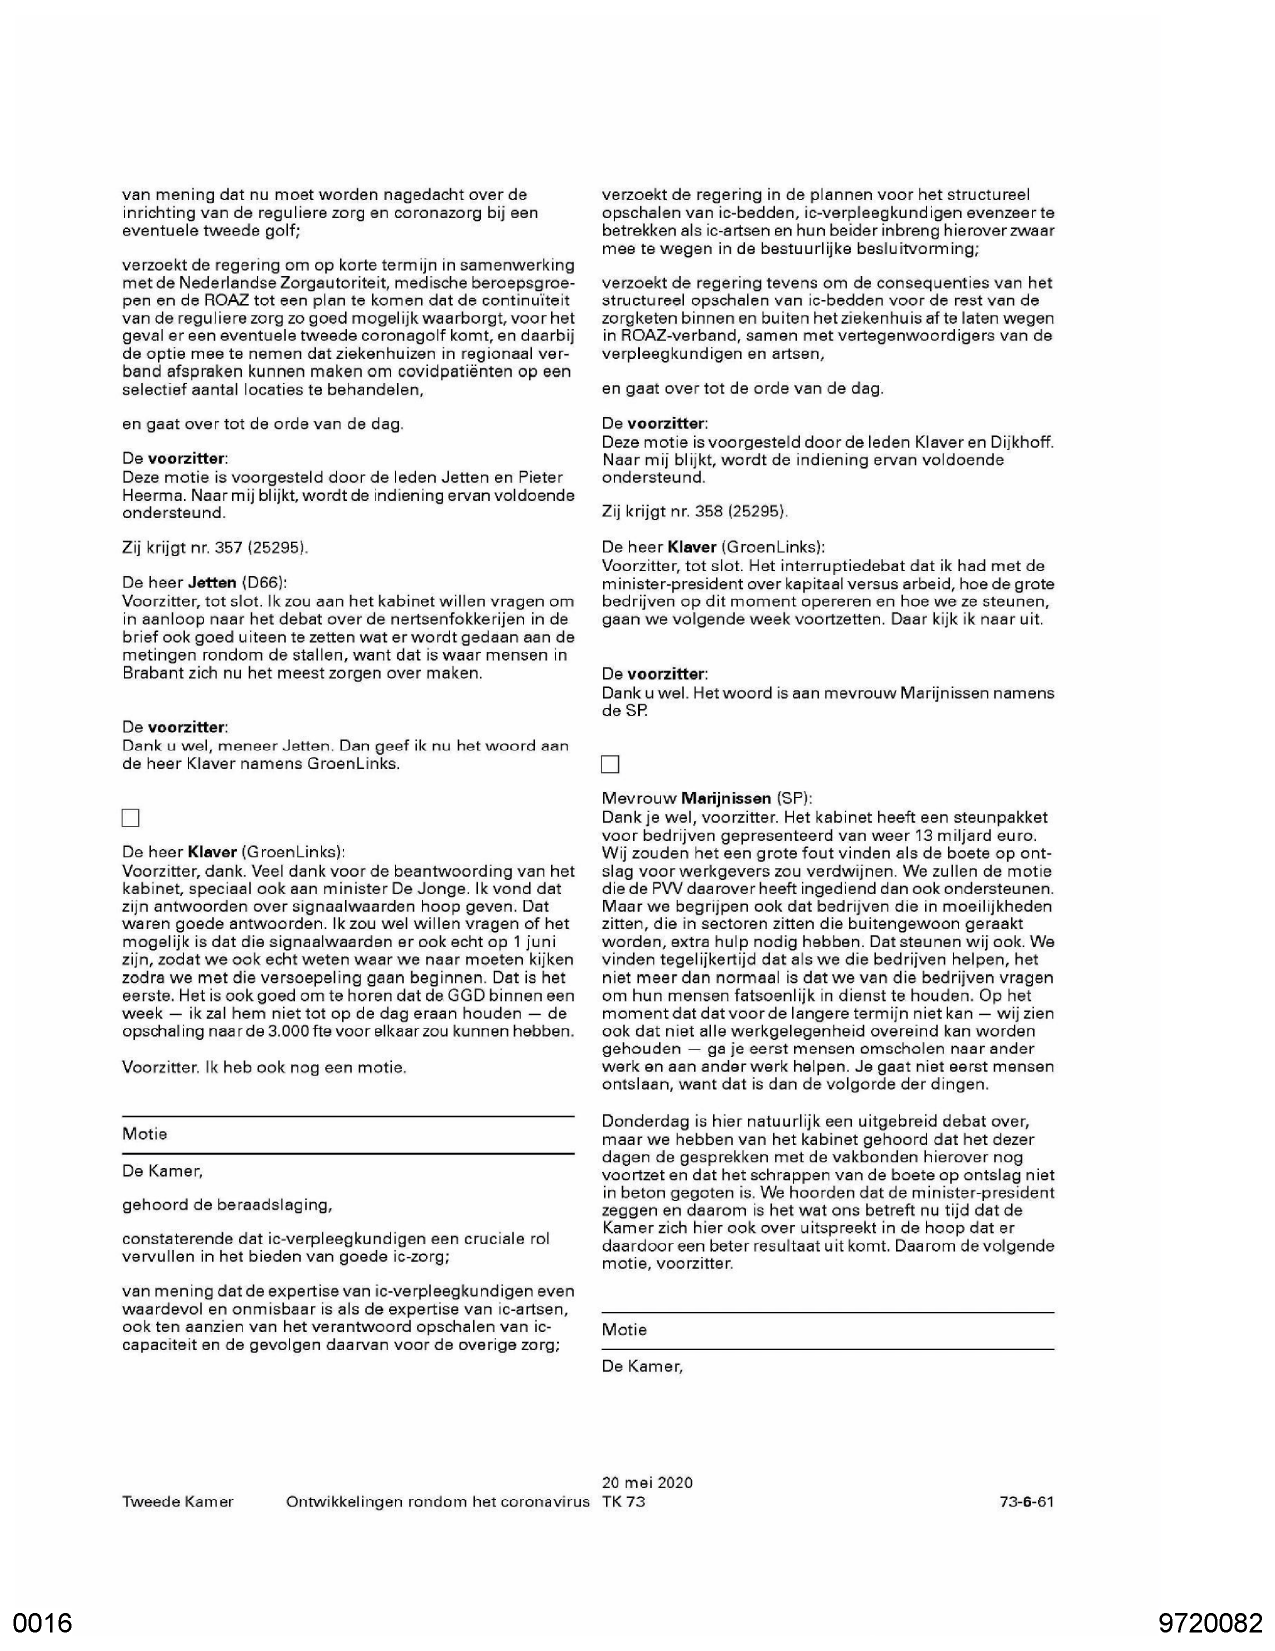 van mening dat nu moet worden nagedacht over de
inrichting van de reguliere zorg en coronazorg bij een
eventuele tweede golf;
verzoekt de regering om op korte termijn in samenwerking
met de Nederlandse Zorgautoriteit, medische beroepsgroe-
pen en de ROAZ tot een plan te komen dat de continuïteit
van de reguliere zorg zo goed mogelijk waarborgt, voor het
geval er een eventuele tweede coronagolf komt, en daarbij
de optie mee te nemen dat ziekenhuizen in regionaal ver-
band afspraken kunnen maken om covidpatiënten op een
selectief aantal locaties te behandelen,
en gaat over tot de orde van de dag.
De voorzitter:
Deze motie is voorgesteld door de leden Jetten en Pieter
Heerma. Naar mij blijkt, wordt de indiening ervan voldoende
ondersteund.
Zij krijgt nr. 357 (25295).
De heer Jetten (D66):
Voorzitter, tot slot. Ik zou aan het kabinet willen vragen om
in aanloop naar het debat over de nertsenfokkerijen in de
brief ook goed uiteen te zetten wat er wordt gedaan aan de
metingen rondom de stallen, want dat is waar mensen in
Brabant zich nu het meest zorgen over maken.
De voorzitter:
Dank u wel, meneer Jetten. Dan geef ik nu het woord aan
de heer Klaver namens GroenLinks.
De heer Klaver (GroenLinks):
Voorzitter, dank. Veel dank voor de beantwoording van het
kabinet, speciaal ook aan minister De Jonge. Ik vond dat
zijn antwoorden over signaalwaarden hoop geven. Dat
waren goede antwoorden. Ik zou wel willen vragen of het
mogelijk is dat die signaalwaarden er ook echt op 1 juni
zijn, zodat we ook echt weten waar we naar moeten kijken
zodra we met die versoepeling gaan beginnen. Dat is het
eerste. Het is ook goed om te horen dat de GGD binnen een
week — ik zal hem niet tot op de dag eraan houden — de
opschaling naar de 3.000 fte voor elkaar zou kunnen hebben.
Voorzitter. Ik heb ook nog een motie.
Motie
De Kamer,
gehoord de beraadslaging,
constaterende dat ic-verpleegkundigen een cruciale rol
vervullen in het bieden van goede ic-zorg;
van mening dat de expertise van ic-verpleegkundigen even
waardevol en onmisbaar is als de expertise van ic-artsen,
ook ten aanzien van het verantwoord opschalen van ic-
capaciteit en de gevolgen daarvan voor de overige zorg;
verzoekt de regering in de plannen voor het structureel
opschalen van ic-bedden, ic-verpleegkundigen evenzeer te
betrekken als ic-artsen en hun beider inbreng hierover zwaar
mee te wegen in de bestuurlijke besluitvorming;
verzoekt de regering tevens om de consequenties van het
structureel opschalen van ic-bedden voor de rest van de
zorgketen binnen en buiten het ziekenhuis af te laten wegen
in ROAZ-verband, samen met vertegenwoordigers van de
verpleegkundigen en artsen,
en gaat over tot de orde van de dag.
De voorzitter:
Deze motie is voorgesteld door de leden Klaver en Dijkhoff.
Naar mij blijkt, wordt de indiening ervan voldoende
ondersteund.
Zij krijgt nr. 358 (25295).
De heer Klaver (GroenLinks):
Voorzitter, tot slot. Het interruptiedebat dat ik had met de
minister-president over kapitaal versus arbeid, hoe de grote
bedrijven op dit moment opereren en hoe we ze steunen,
gaan we volgende week voortzetten. Daar kijk ik naar uit.
De voorzitter:
Dank u wel. Het woord is aan mevrouw Marijnissen namens
de SP.
Mevrouw Marijnissen (SP):
Dank je wel, voorzitter. Het kabinet heeft een steunpakket
voor bedrijven gepresenteerd van weer 13 miljard euro.
Wij zouden het een grote fout vinden als de boete op ont-
slag voor werkgevers zou verdwijnen. We zullen de motie
die de PVV daarover heeft ingediend dan ook ondersteunen.
Maar we begrijpen ook dat bedrijven die in moeilijkheden
zitten, die in sectoren zitten die buitengewoon geraakt
worden, extra hulp nodig hebben. Dat steunen wij ook. We
vinden tegelijkertijd dat als we die bedrijven helpen, het
niet meer dan normaal is dat we van die bedrijven vragen
om hun mensen fatsoenlijk in dienst te houden. Op het
moment dat dat voor de langere termijn niet kan — wij zien
ook dat niet alle werkgelegenheid overeind kan worden
gehouden — ga je eerst mensen omscholen naar ander
werk en aan ander werk helpen. Je gaat niet eerst mensen
ontslaan, want dat is dan de volgorde der dingen.
Donderdag is hier natuurlijk een uitgebreid debat over,
maar we hebben van het kabinet gehoord dat het dezer
dagen de gesprekken met de vakbonden hierover nog
voortzet en dat het schrappen van de boete op ontslag niet
in beton gegoten is. We hoorden dat de minister-president
zeggen en daarom is het wat ons betreft nu tijd dat de
Kamer zich hier ook over uitspreekt in de hoop dat er
daardoor een beter resultaat uit komt. Daarom de volgende
motie, voorzitter.
Motie
De Kamer,
Tweede Kamer Ontwikkelingen rondom het coronavirus
20 mei 2020
TK 73
73-6-61
0016
9720082